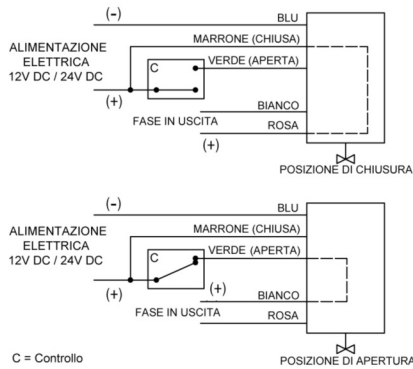 (-)
BLU
MARRONE (CHIUSA)
ALIMENTAZIONE
ELETTRICA
12V DC / 24V DC
C
VERDE (APERTA)
(+)
BIANCO
FASE IN USCITA
ROSA
(+)
POSIZIONE DI CHIUSURA
(-)
BLU
MARRONE (CHIUSA)
ALIMENTAZIONE
ELETTRICA
12V DC / 24V DC
C
VERDE (APERTA)
(+)
(+)
BIANCO
FASE IN USCITA
ROSA
C = Controllo
POSIZIONE DI APERTURA